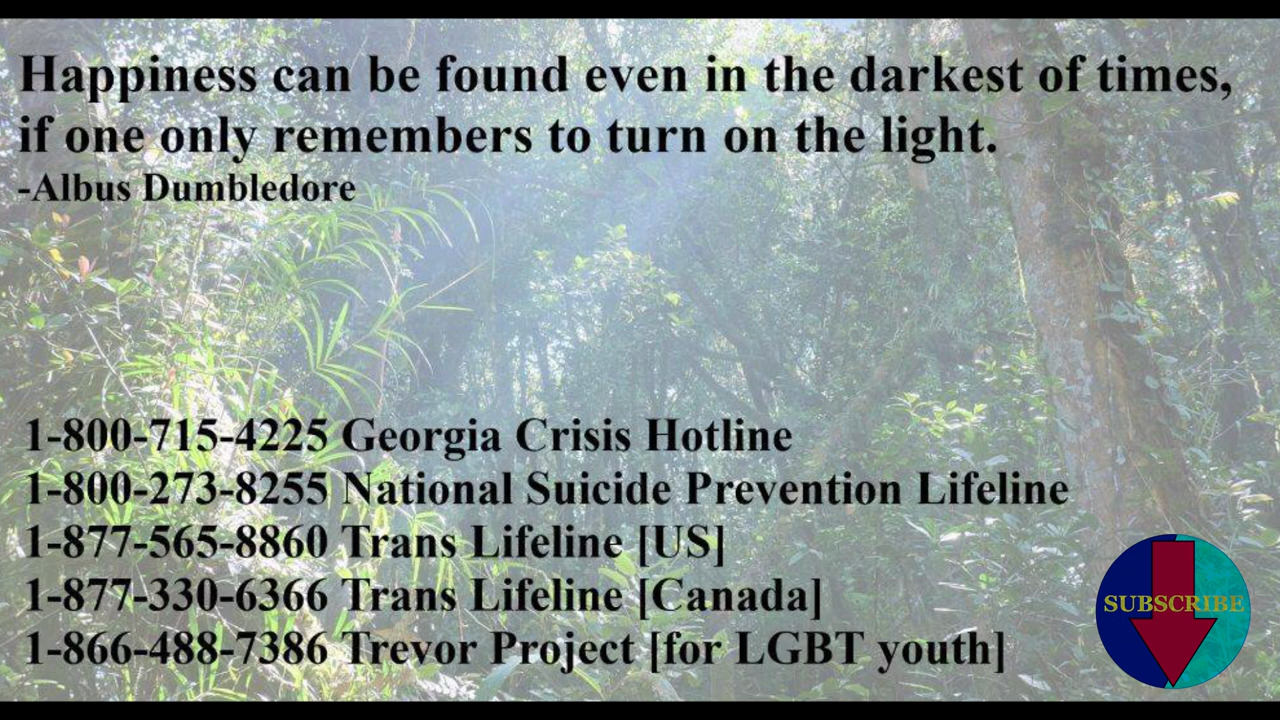 Happiness can be found even in the darkest of times,
if one only remembers to turn on the light.
-Albus Dumbledore
1-800-715-4225 Georgia Crisis Hotline
1-800-273-8255 National Suicide Prevention Lifeline
1-877-565-8860 Trans Lifeline [US]
1-877-330-6366 Trans Lifeline [Canada]
1-866-488-7386 Trevor Project [for LGBT youth]
SUBSCRIBE